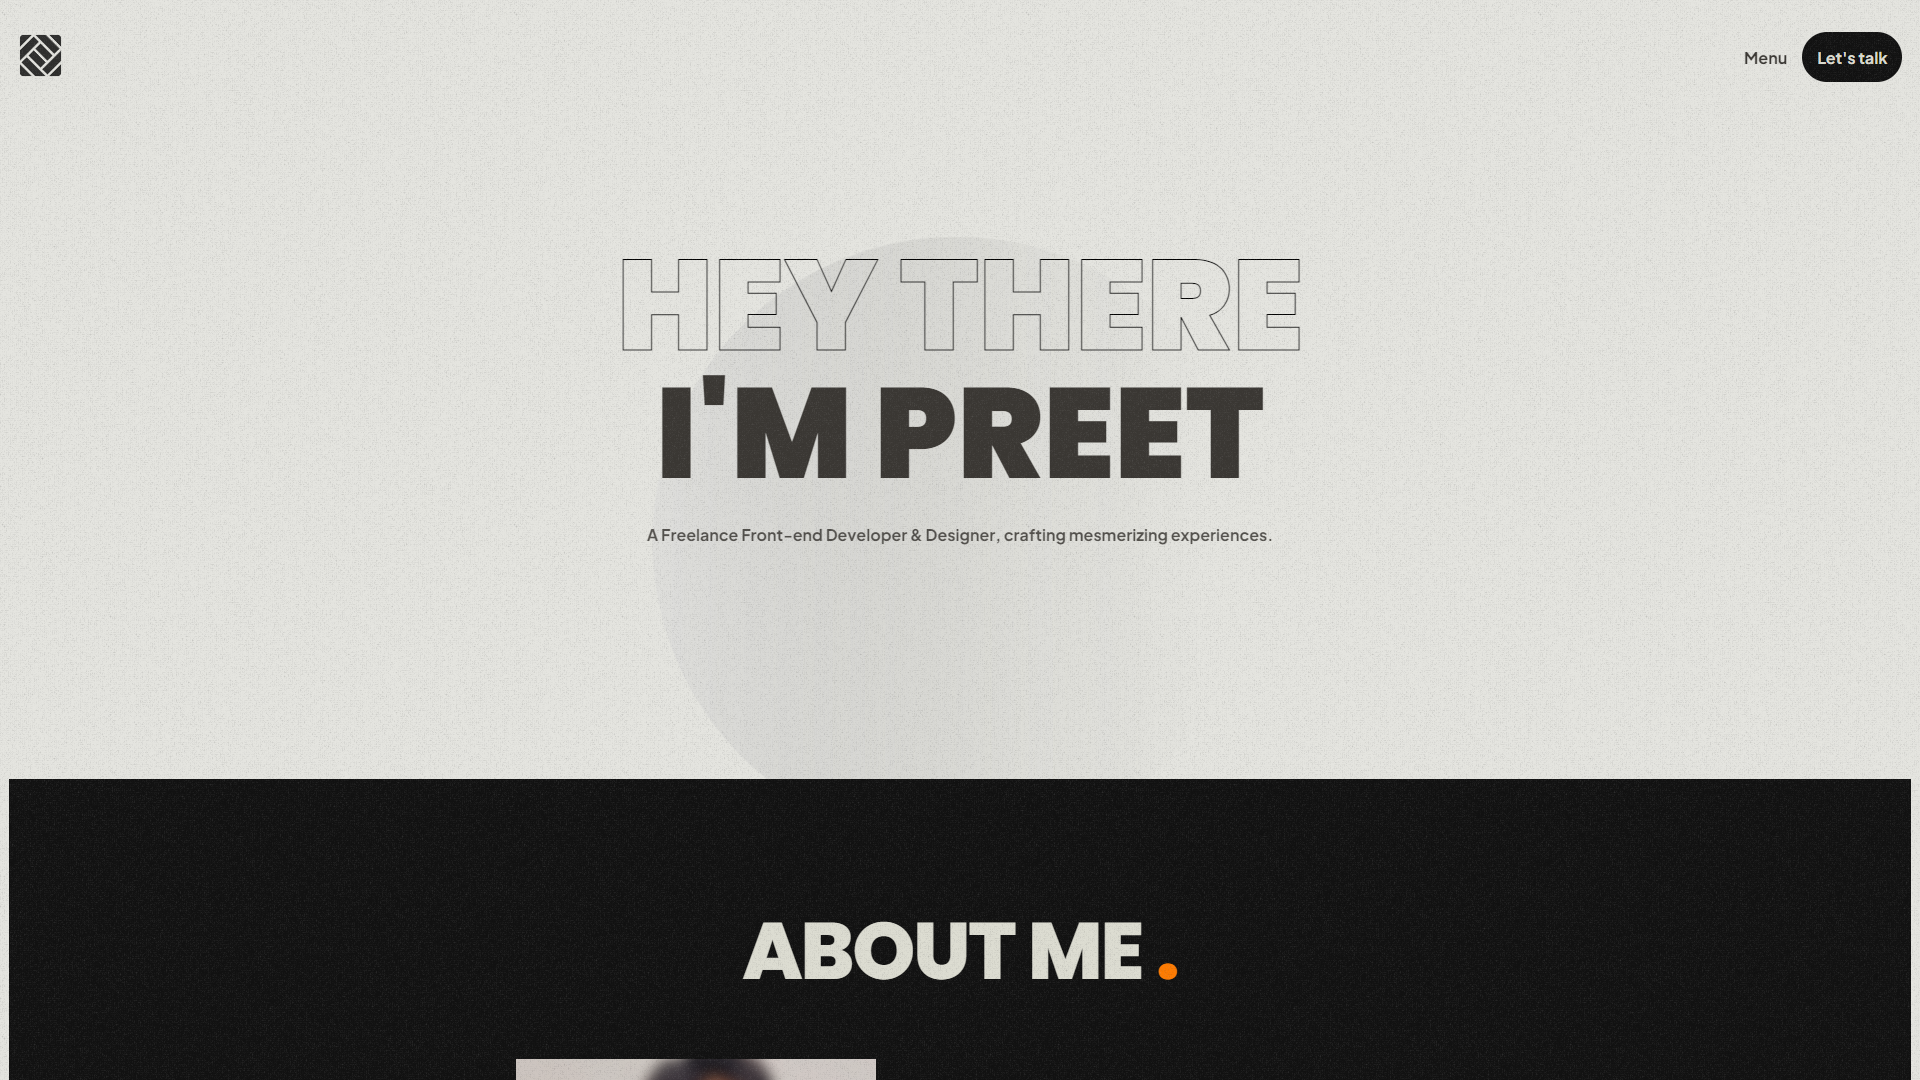 Menu
Let's talk
HEY THERE
I'M PREET
A Freelance Front-end Developer & Designer, crafting mesmerizing experiences.
ABOUT ME .